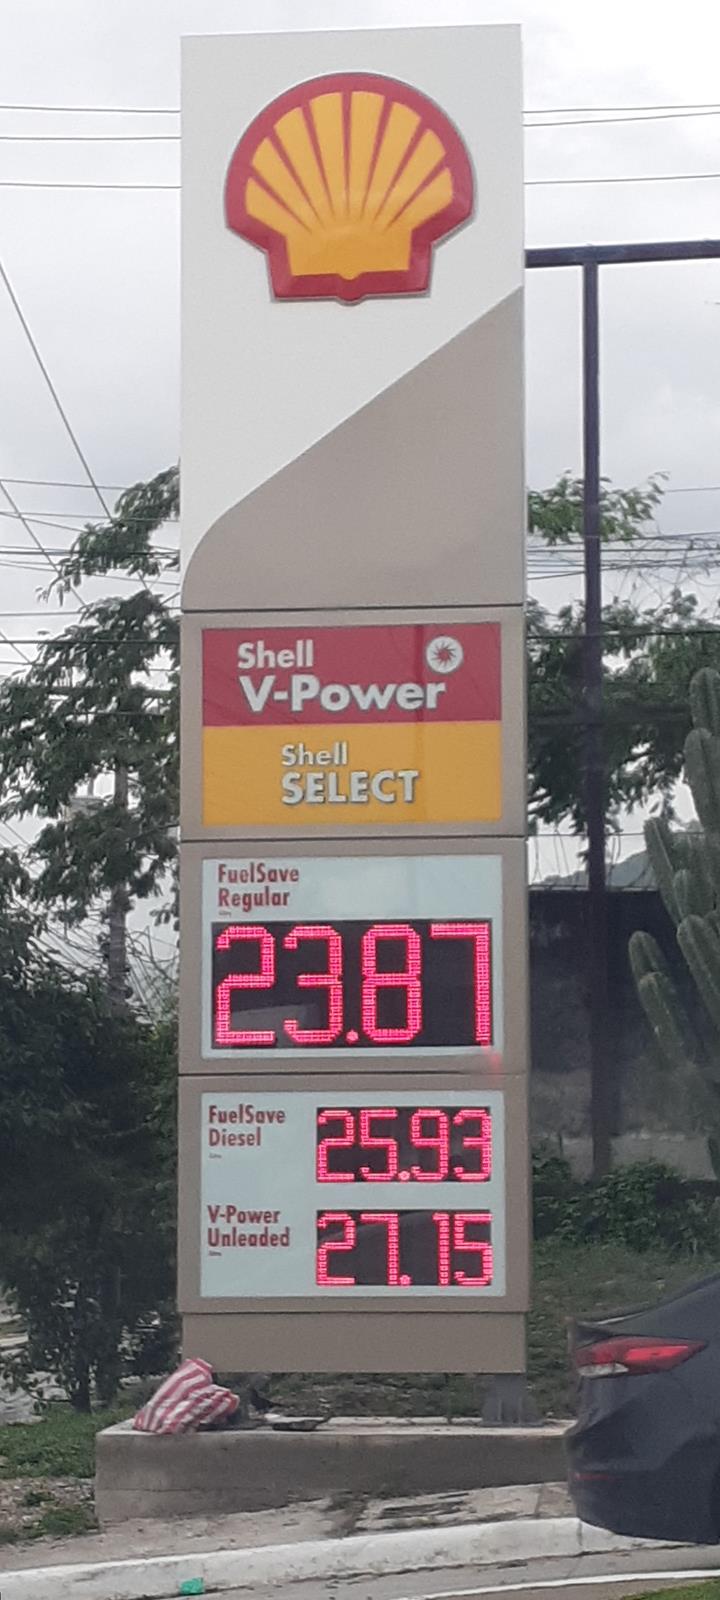 Shell
V-Power
Shell
SELECT
FuelSave
Regular
23.87
FuelSave
Diesel
25.93
V-Power
Unleaded
27.15